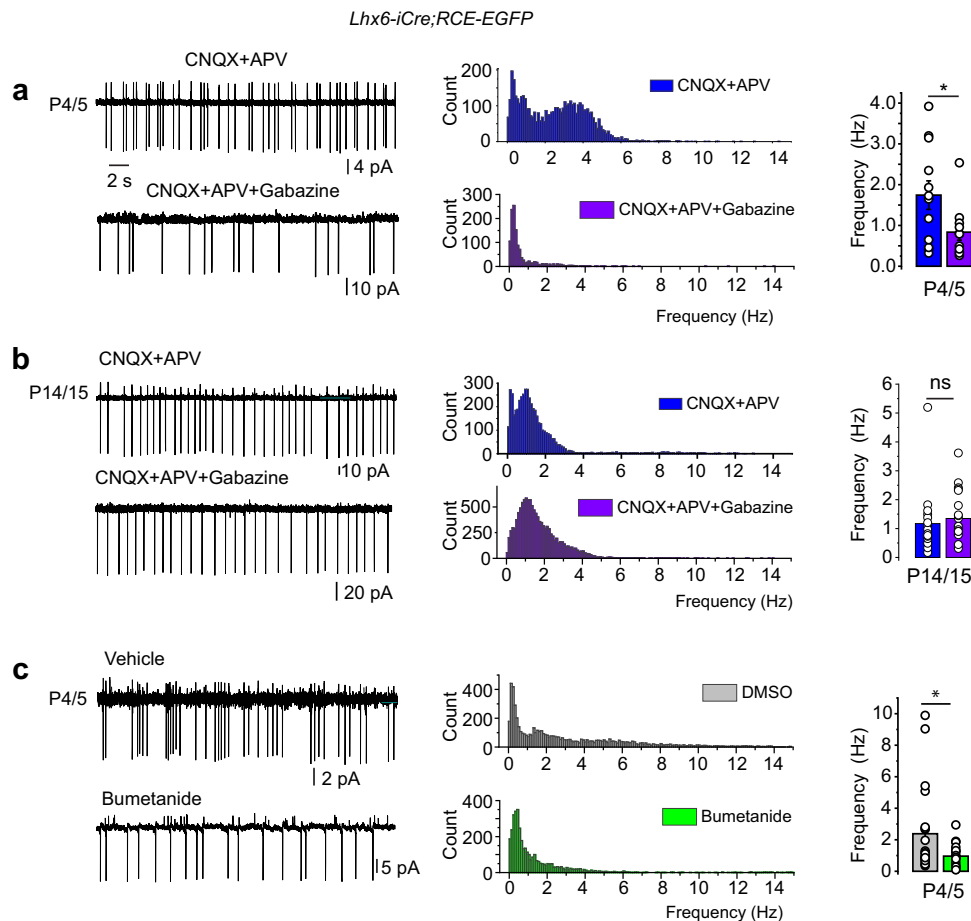 Lhx6-iCre;RCE-EGFP
a
CNQX+APV
P4/5
4 pA
2 s
CNQX+APV+Gabazine
10 pA
200
100
0
Count
CNQX+APV
0 2 4 6 8 10 12 14
300
200
100
0
Count
CNQX+APV+Gabazine
0 2 4 6 8 10 12 14
Frequency (Hz)
4.0
3.0
2.0
1.0
0.0
Frequency (Hz)
*
P4/5
b
CNQX+APV
P14/15
10 pA
CNQX+APV+Gabazine
20 pA
300
200
100
0
Count
CNQX+APV
0 2 4 6 8 10 12 14
500
250
0
Count
CNQX+APV+Gabazine
0 2 4 6 8 10 12 14
Frequency (Hz)
6
5
4
3
2
1
0
Frequency (Hz)
ns
P14/15
c
Vehicle
P4/5
2 pA
Bumetanide
5 pA
400
200
0
Count
DMSO
0 2 4 6 8 10 12 14
400
200
0
Count
Bumetanide
0 2 4 6 8 10 12 14
Frequency (Hz)
10
8
6
4
2
0
Frequency (Hz)
*
P4/5